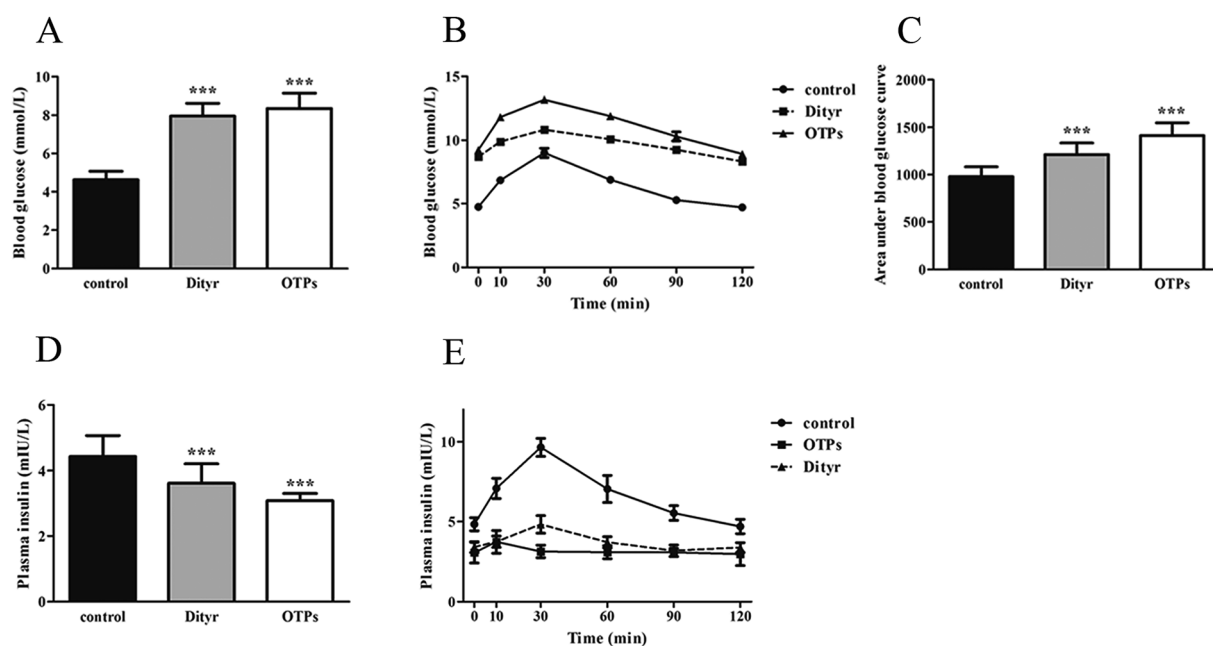 A
Blood glucose (mmol/L)
10
8
6
4
2
0
***
***
control
Dityr
OTPs
B
Blood glucose (mmol/L)
15
10
5
0
0
10
30
60
90
120
Time (min)
control
Dityr
OTPs
C
Area under blood glucose curve
2000
1500
1000
500
0
***
***
control
Dityr
OTPs
D
Plasma insulin (mIU/L)
6
4
2
0
***
***
control
Dityr
OTPs
E
Plasma insulin (mIU/L)
10
5
0
0
10
30
60
90
120
Time (min)
control
OTPs
Dityr